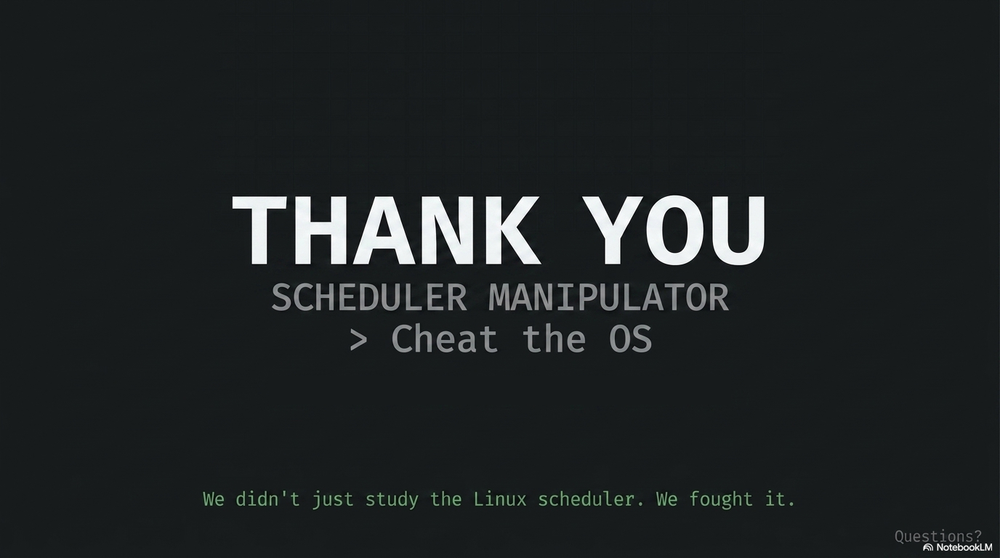 THANK YOU
SCHEDULER MANIPULATOR
> Cheat the OS
We didn't just study the Linux scheduler. We fought it.
Questions?
NotebookLM